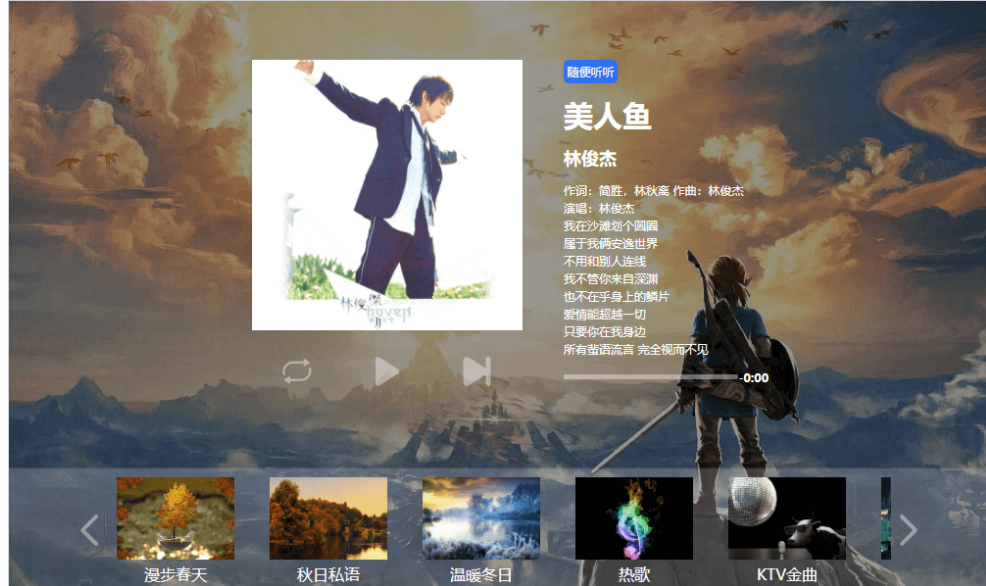 随便听听
美人鱼
林俊杰
作词：简胜．林秋离 作曲：林俊杰
演唱：林俊杰
我在沙滩划个圆圈
属于我俩安逸世界
不用和别人连线
我不管你来自深渊
也不在乎身上的鳞片
爱情能超越一切
只要你在我身边
所有蜚语流言 完全视而不见
林俊傑
haven
-0:00
漫步春天
秋日私语
温暖冬日
热歌
KTV金曲